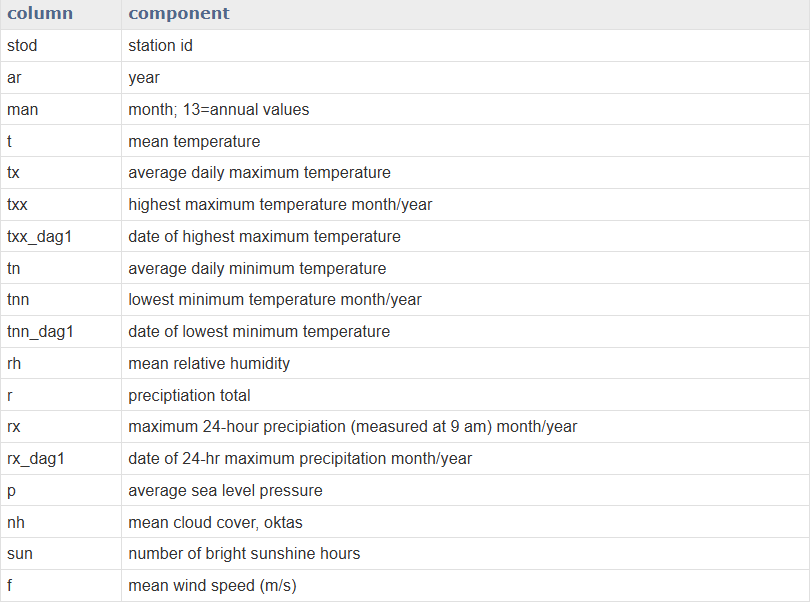 column component
stod station id
ar year
man month; 13=annual values
t mean temperature
tx average daily maximum temperature
txx highest maximum temperature month/year
txx_dag1 date of highest maximum temperature
tn average daily minimum temperature
tnn lowest minimum temperature month/year
tnn_dag1 date of lowest minimum temperature
rh mean relative humidity
r preciptiation total
rx maximum 24-hour precipiation (measured at 9 am) month/year
rx_dag1 date of 24-hr maximum precipitation month/year
p average sea level pressure
nh mean cloud cover, oktas
sun number of bright sunshine hours
f mean wind speed (m/s)